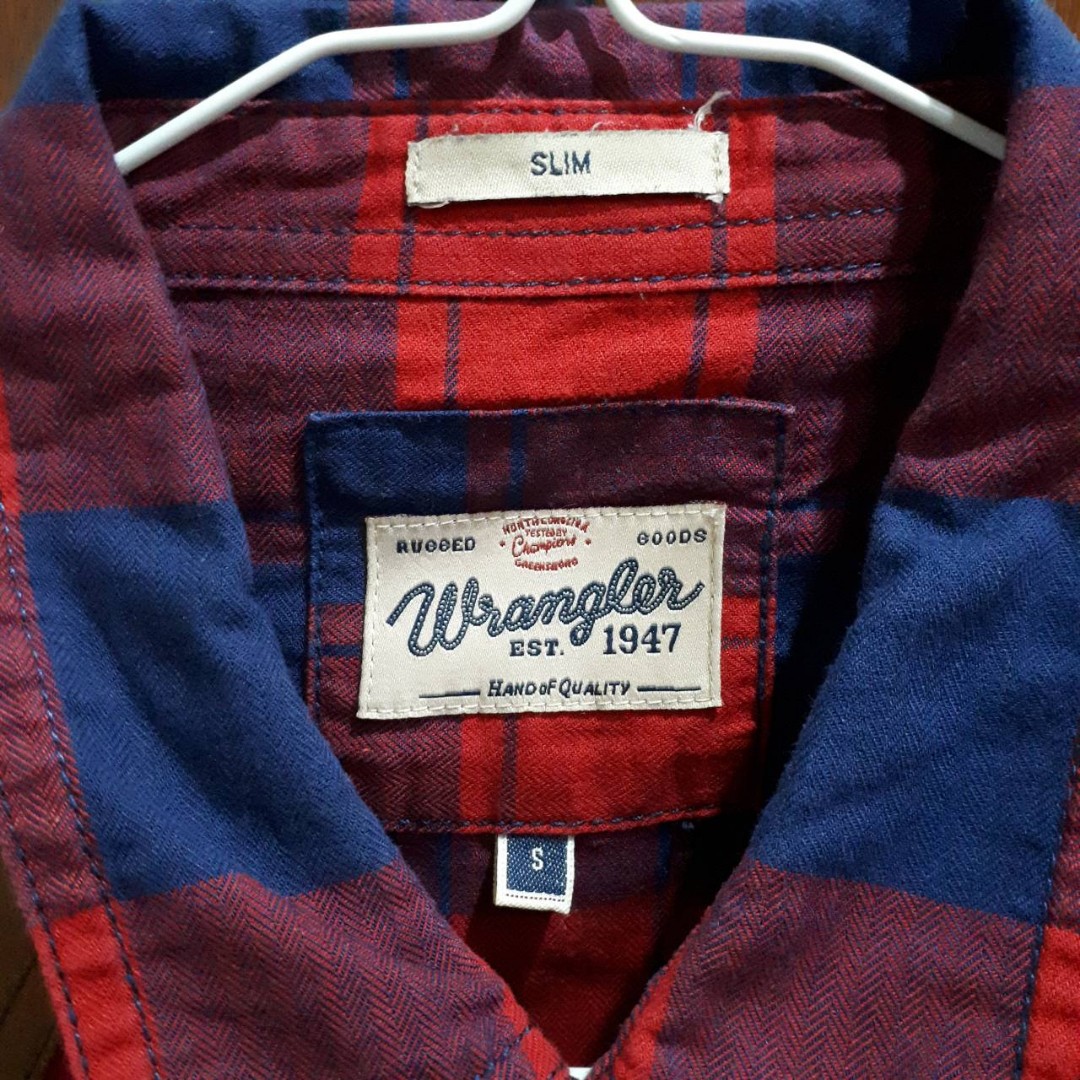 SLIM
NORTH CAROLINA
TESTED BY
RUGGED Champions GOODS
GREENSBORO
Wrangler
EST. 1947
HAND OF QUALITY
S